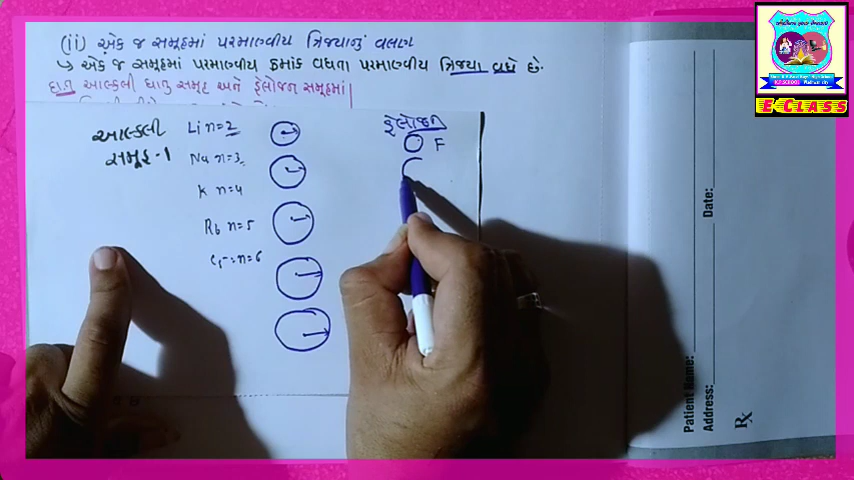 (ii) એક જ સમૂહમાં પરમાણ્વીય ત્રિજ્યાનું વલણ
↳ એક જ સમૂહમાં પરમાણ્વીય ક્રમાંક વધતા પરમાણ્વીય ત્રિજ્યા વધે છે.
દા.ત આલ્કલી ધાતુ સમૂહ અને હેલોજન સમૂહમાં
આલ્કલી
સમૂહ-1
Li n=2
Na n=3
K n=4
Rb n=5
Cs n=6
હેલોજન
F
Patient Name:
Address:
Date:
Rx
E CLASS